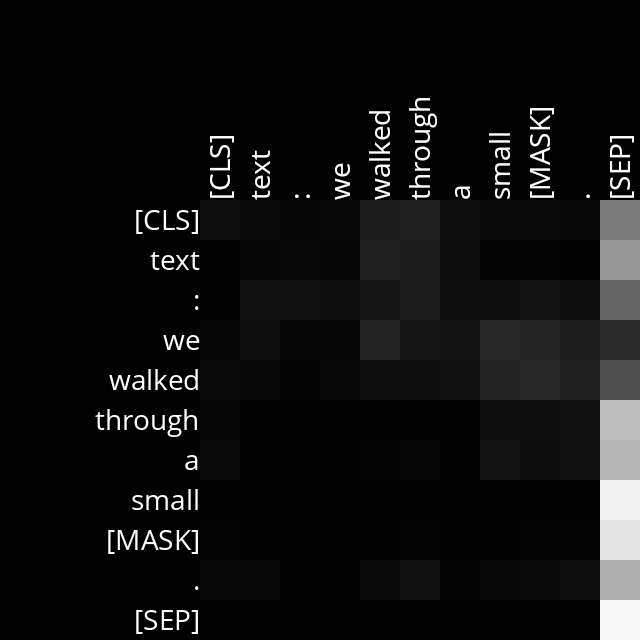 [CLS] text : we walked through a small [MASK] . [SEP]
[CLS]
text
:
we
walked
through
a
small
[MASK]
.
[SEP]